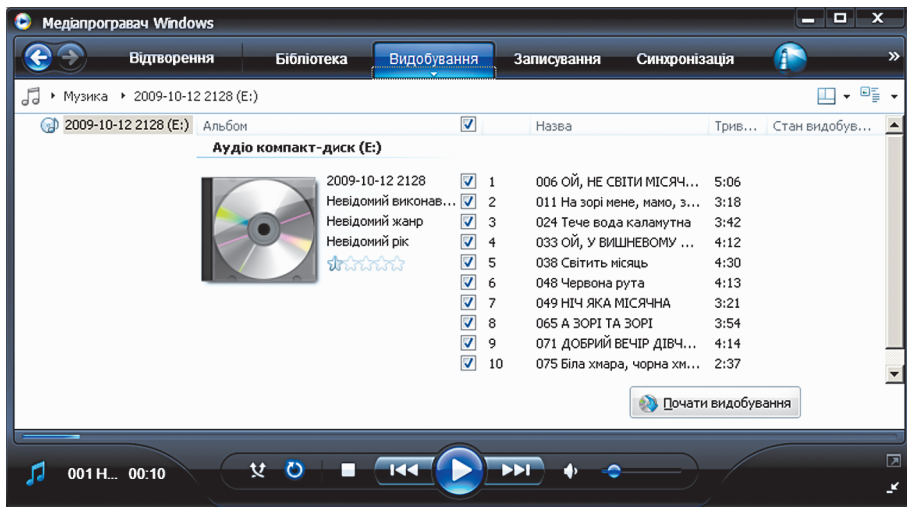 Медіапрогравач Windows
Відтворення Бібліотека Видобування Записування Синхронізація »
Музика 2009-10-12 2128 (E:)
2009-10-12 2128 (E:) Альбом Назва Трив... Стан видобув...
Аудіо компакт-диск (E:)
2009-10-12 2128 1 006 ОЙ, НЕ СВІТИ МІСЯЧ... 5:06
Невідомий виконав... 2 011 На зорі мене, мамо, з... 3:18
Невідомий жанр 3 024 Тече вода каламутна 3:42
Невідомий рік 4 033 ОЙ, У ВИШНЕВОМУ ... 4:12
5 038 Світить місяць 4:30
6 048 Червона рута 4:13
7 049 НІЧ ЯКА МІСЯЧНА 3:21
8 065 А ЗОРІ ТА ЗОРІ 3:54
9 071 ДОБРИЙ ВЕЧІР ДІВЧ... 4:14
10 075 Біла хмара, чорна хм... 2:37
Почати видобування
001 Н... 00:10